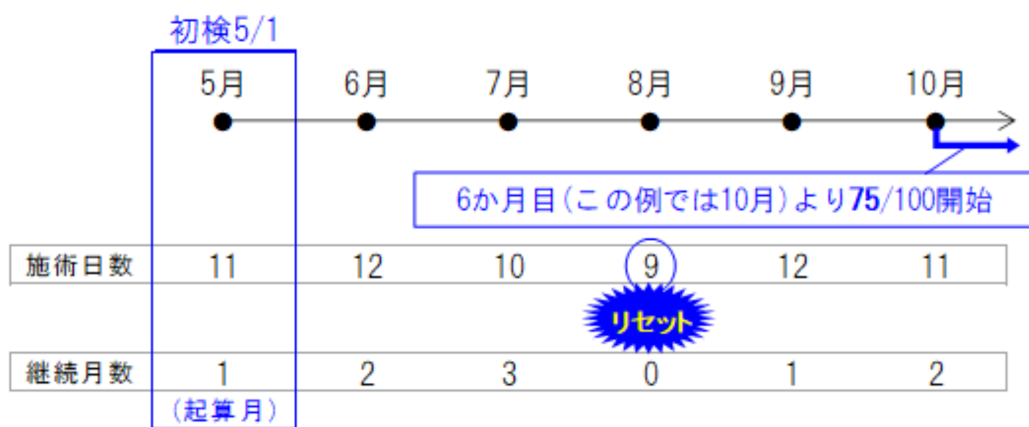 初検5/1
5月 6月 7月 8月 9月 10月
6か月目(この例では10月)より75/100開始
施術日数 11 12 10 9 12 11
リセット
継続月数 1 2 3 0 1 2
(起算月)